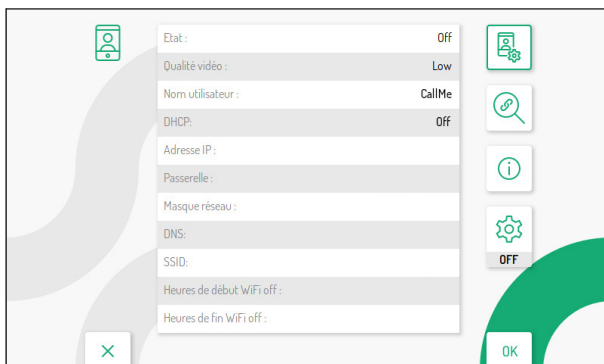 Etat : Off
Qualité vidéo : Low
Nom utilisateur : CallMe
DHCP: Off
Adresse IP :
Passerelle :
Masque réseau :
DNS:
SSID:
Heures de début WiFi off :
Heures de fin WiFi off :
OFF
OK